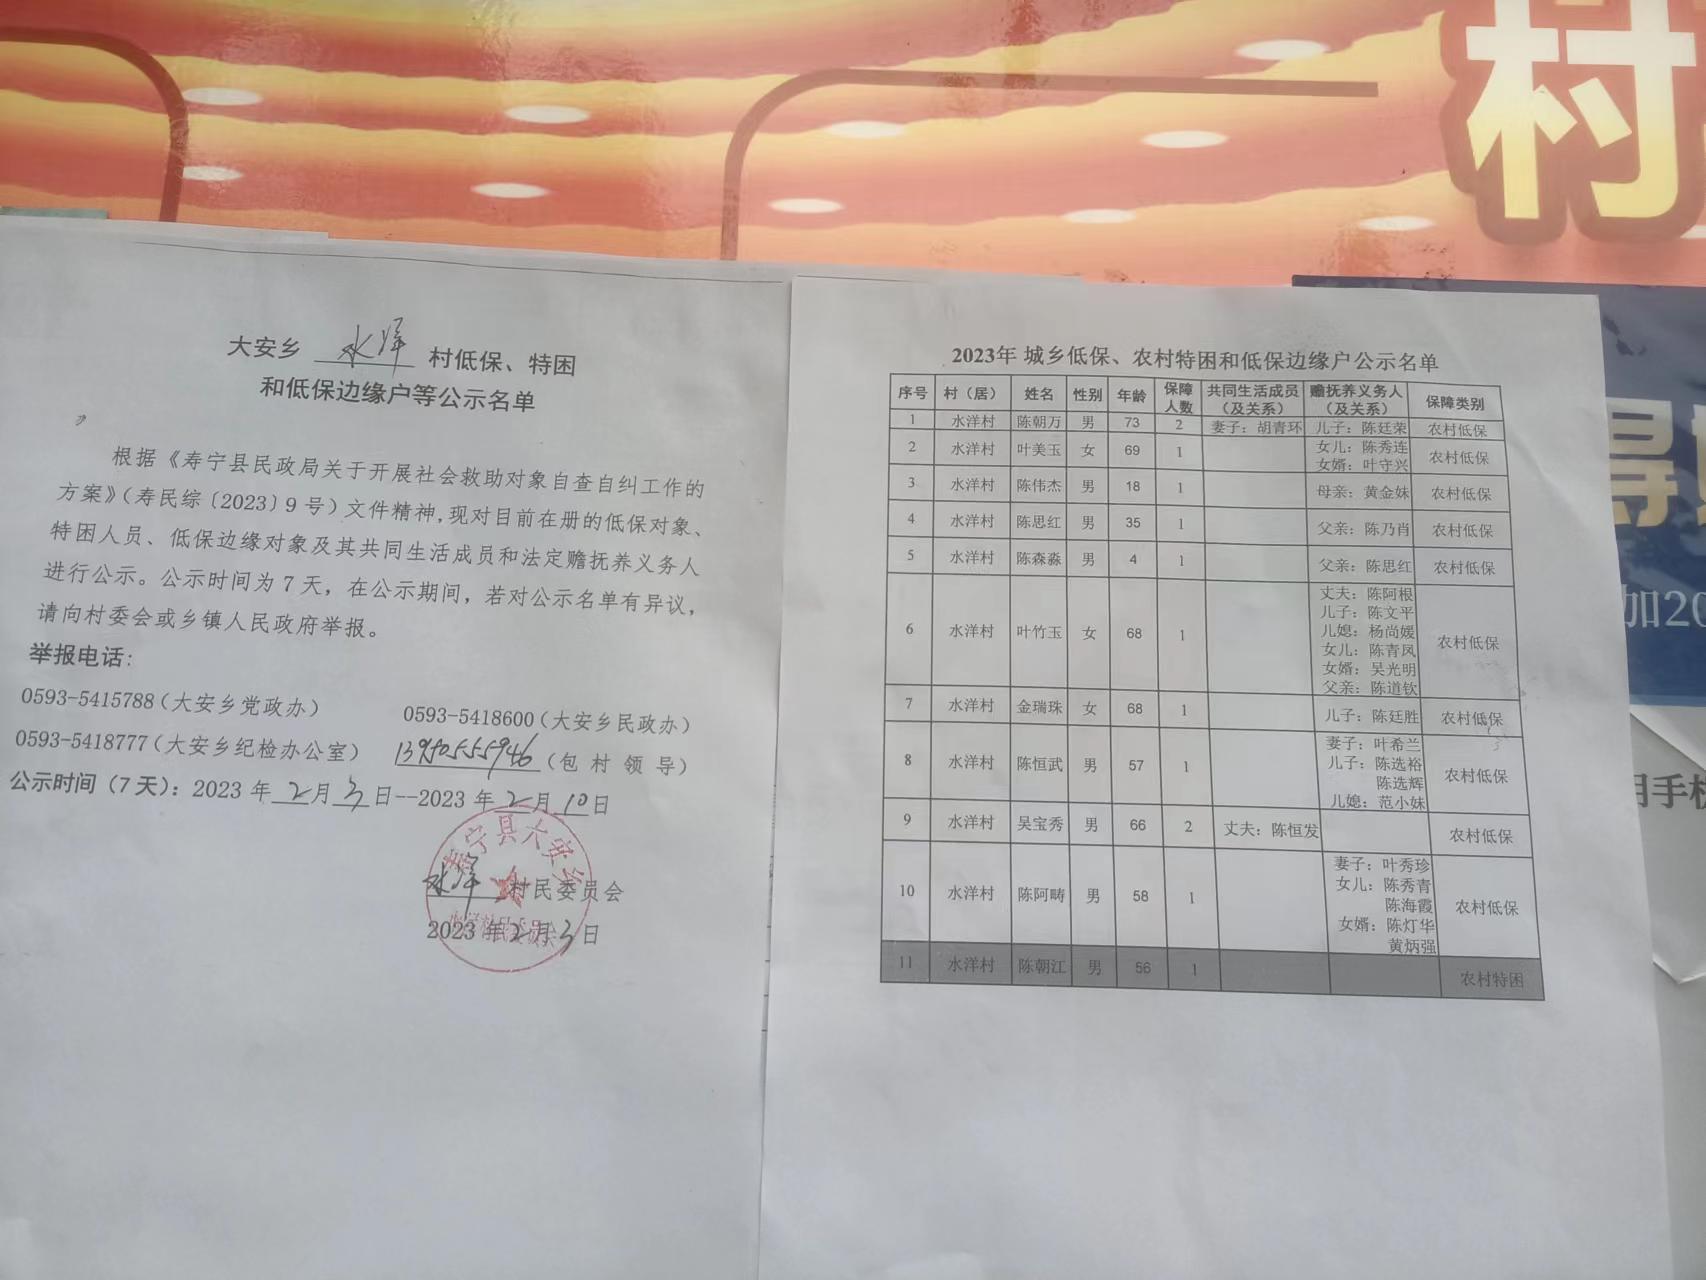 村
大安乡 水洋 村低保、特困
和低保边缘户等公示名单
根据《寿宁县民政局关于开展社会救助对象自查自纠工作的
方案》(寿民综〔2023〕9号)文件精神,现对目前在册的低保对象、
特困人员、低保边缘对象及其共同生活成员和法定赡抚养义务人
进行公示。公示时间为7天，在公示期间，若对公示名单有异议，
请向村委会或乡镇人民政府举报。
举报电话：
0593-5415788(大安乡党政办) 0593-5418600(大安乡民政办)
0593-5418777(大安乡纪检办公室) 13950555946(包 村 领 导)
公示时间(7天)：2023年2月3日--2023年2月10日
水洋 村民委员会
2023年2月3日
2023年 城乡低保、农村特困和低保边缘户公示名单
序号 村（居） 姓名 性别 年龄 保障人数 共同生活成员（及关系） 赡抚养义务人（及关系） 保障类别
1 水洋村 陈朝万 男 73 2 妻子：胡青环 儿子：陈廷荣 农村低保
2 水洋村 叶美玉 女 69 1 女儿：陈秀连 女婿：叶守兴 农村低保
3 水洋村 陈伟杰 男 18 1 母亲：黄金妹 农村低保
4 水洋村 陈思红 男 35 1 父亲：陈乃肖 农村低保
5 水洋村 陈森淼 男 4 1 父亲：陈思红 农村低保
6 水洋村 叶竹玉 女 68 1 丈夫：陈阿根 儿子：陈文平 儿媳：杨尚媛 女儿：陈青凤 女婿：吴光明 父亲：陈道钦 农村低保
7 水洋村 金瑞珠 女 68 1 儿子：陈廷胜 农村低保
8 水洋村 陈恒武 男 57 1 妻子：叶希兰 儿子：陈选裕 陈选辉 儿媳：范小妹 农村低保
9 水洋村 吴宝秀 男 66 2 丈夫：陈恒发 农村低保
10 水洋村 陈阿畴 男 58 1 妻子：叶秀珍 女儿：陈秀青 陈海霞 女婿：陈灯华 黄炳强 农村低保
11 水洋村 陈朝江 男 56 1 农村特困
加20
用手机